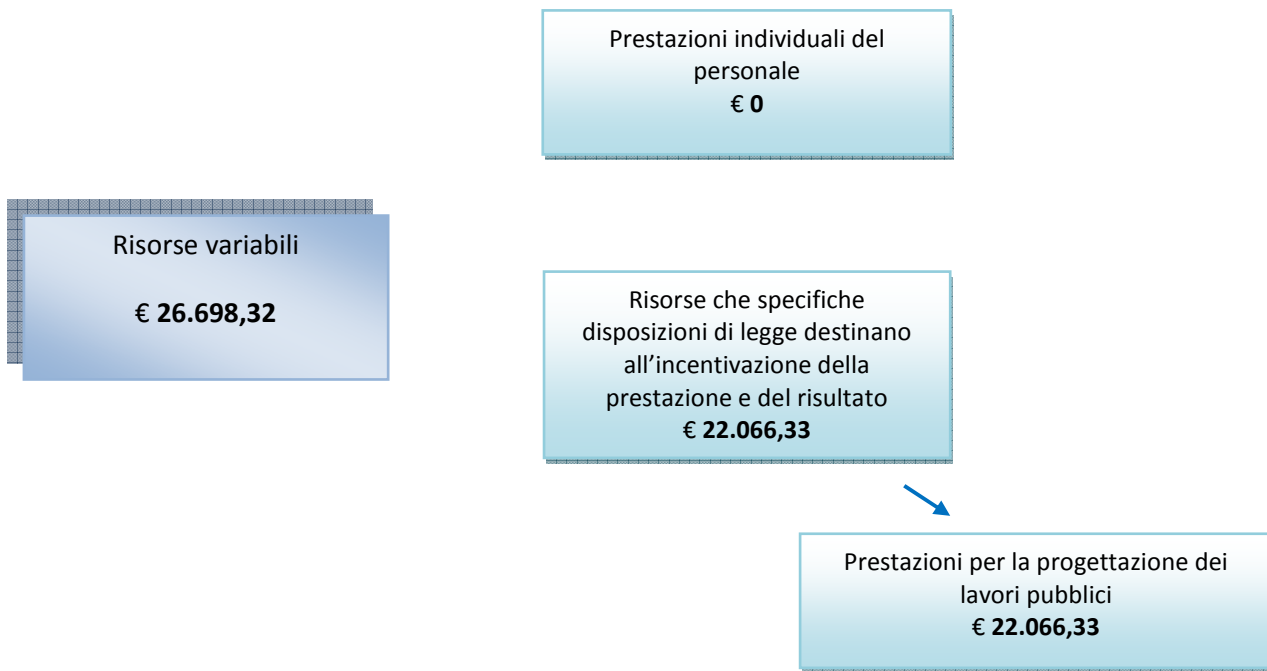 Prestazioni individuali del
personale
€ 0
Risorse variabili
€ 26.698,32
Risorse che specifiche
disposizioni di legge destinano
all’incentivazione della
prestazione e del risultato
€ 22.066,33
Prestazioni per la progettazione dei
lavori pubblici
€ 22.066,33